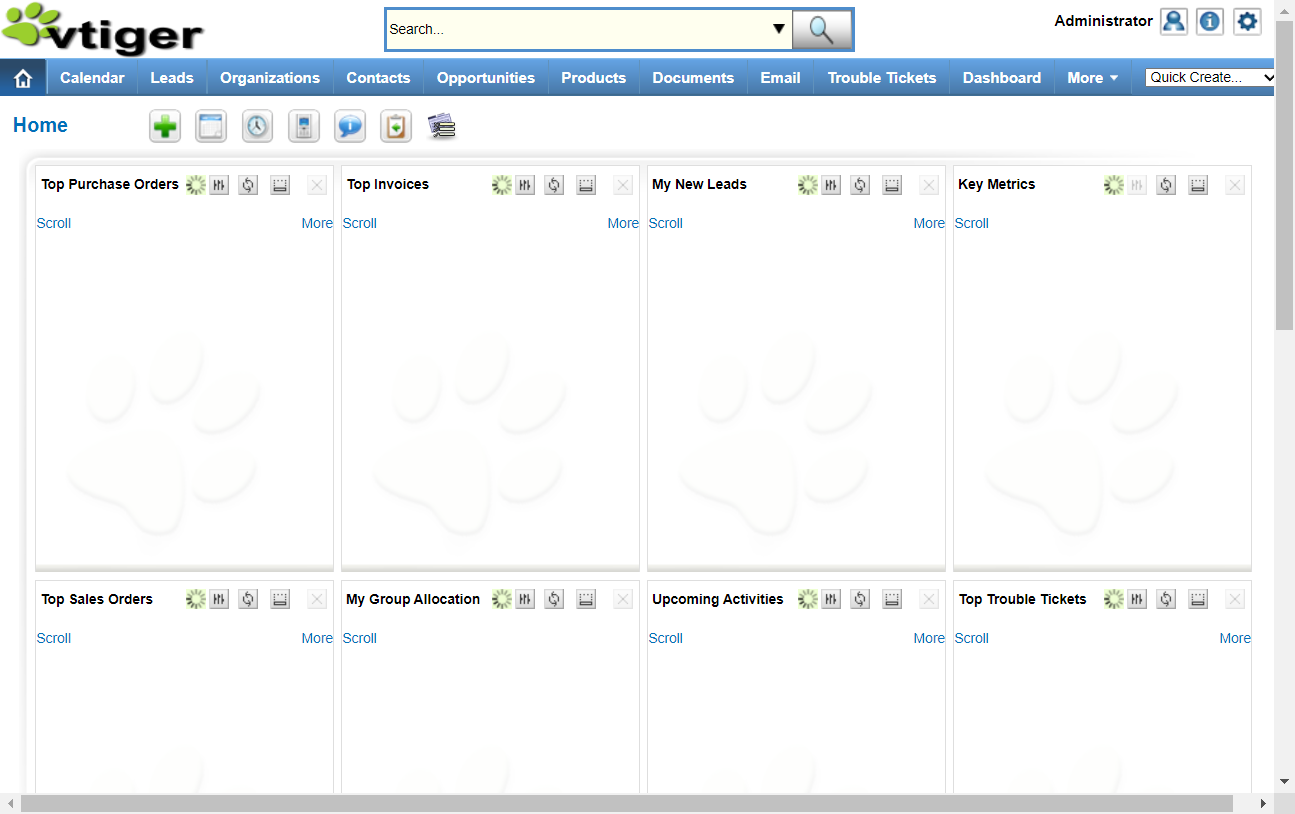 vtiger
Search...
Administrator
Calendar Leads Organizations Contacts Opportunities Products Documents Email Trouble Tickets Dashboard More Quick Create...
Home
Top Purchase Orders Top Invoices My New Leads Key Metrics
Scroll More Scroll More Scroll More Scroll
Top Sales Orders My Group Allocation Upcoming Activities Top Trouble Tickets
Scroll More Scroll Scroll More Scroll More